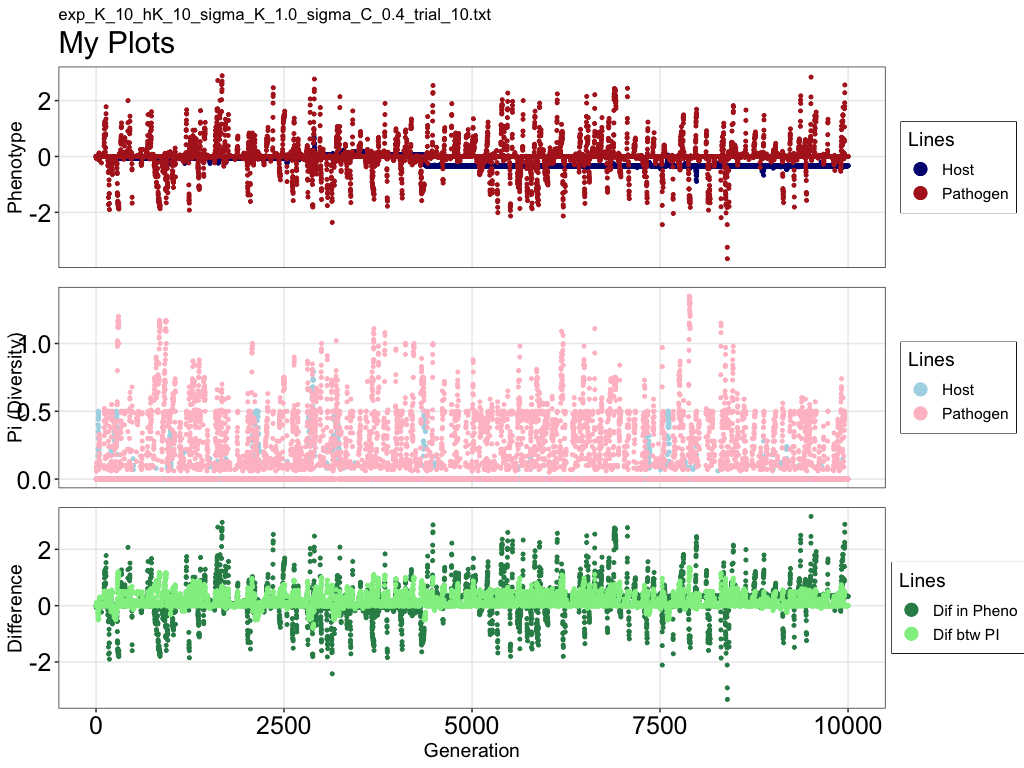 exp_K_10_hK_10_sigma_K_1.0_sigma_C_0.4_trial_10.txt
My Plots
Phenotype
2
0
-2
Lines
Host
Pathogen
Pi (Diversity)
1.0
0.5
0.0
Lines
Host
Pathogen
Difference
2
0
-2
Lines
Dif in Pheno
Dif btw PI
0 2500 5000 7500 10000
Generation